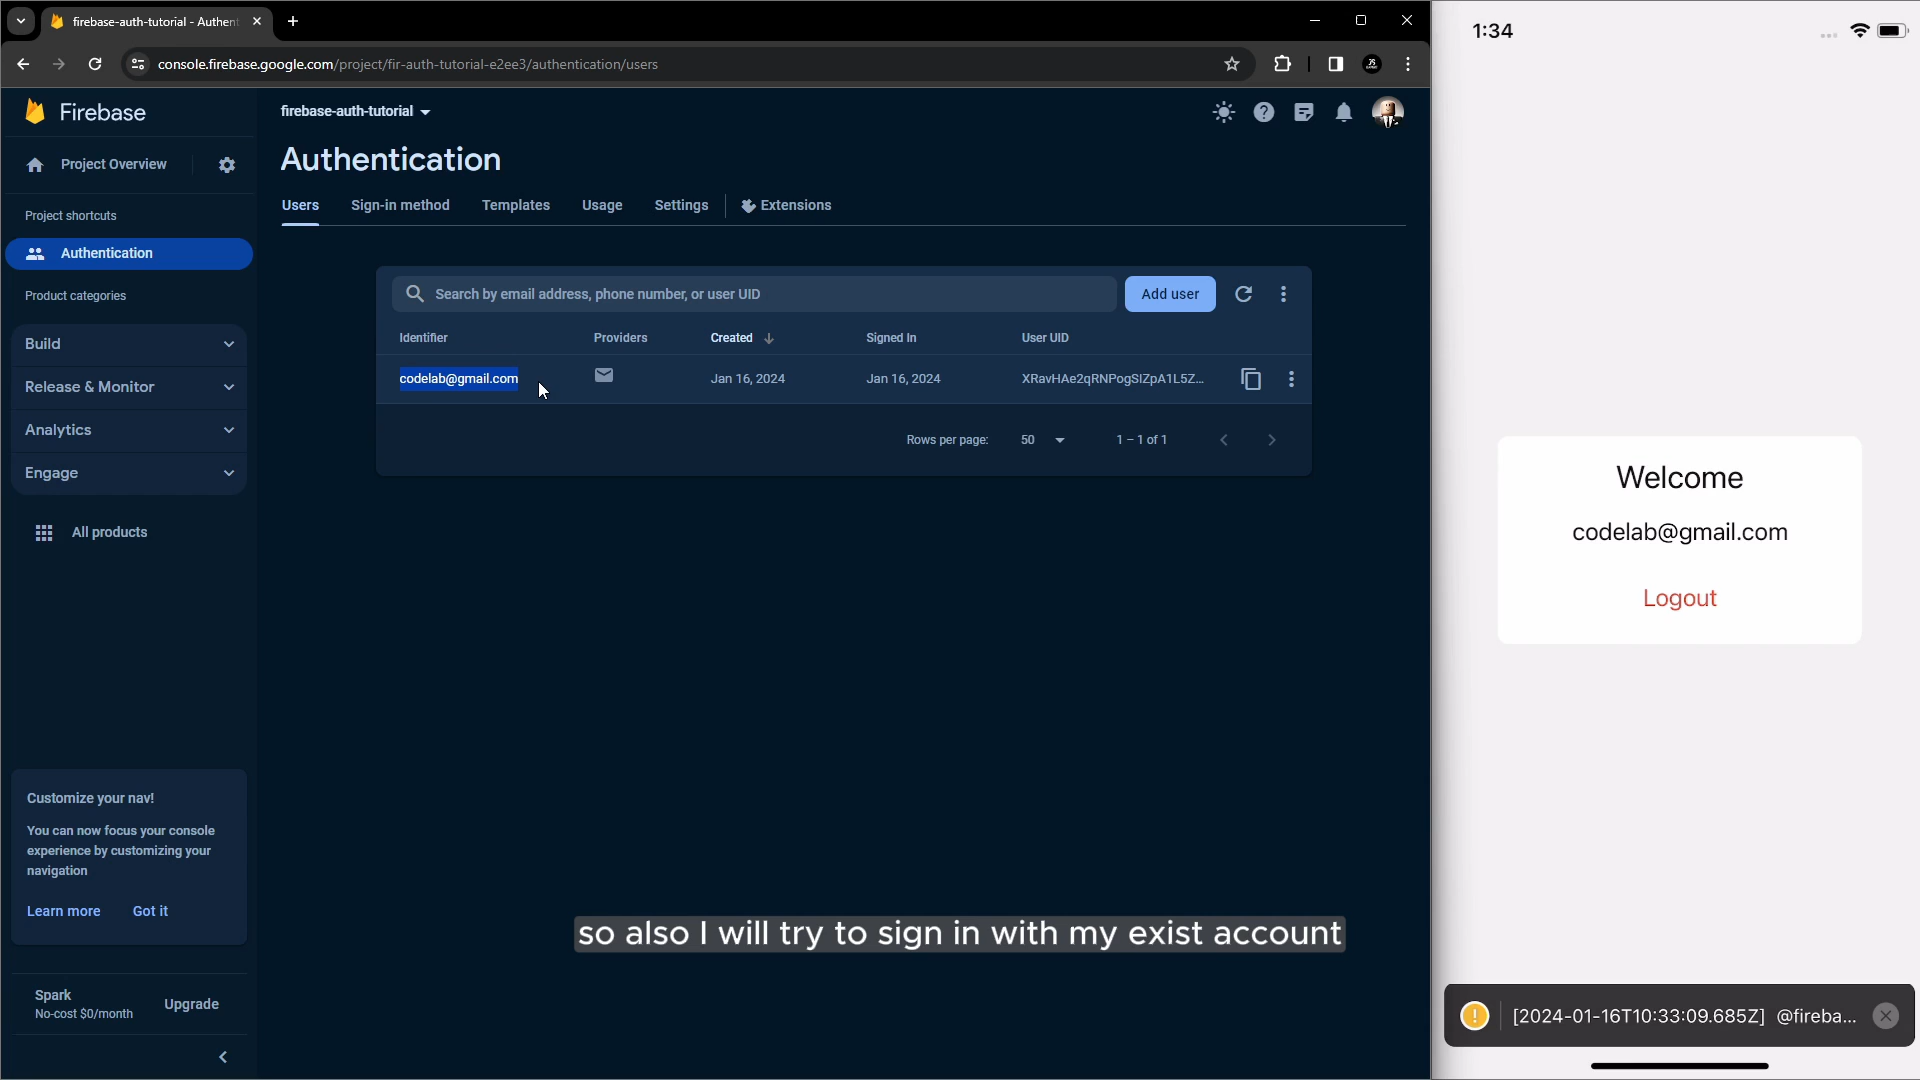 firebase-auth-tutorial - Authent
console.firebase.google.com/project/fir-auth-tutorial-e2ee3/authentication/users
Firebase
Project Overview
Project shortcuts
Authentication
Product categories
Build
Release & Monitor
Analytics
Engage
All products
Customize your nav!
You can now focus your console
experience by customizing your
navigation
Learn more
Got it
Spark
No-cost $0/month
Upgrade
firebase-auth-tutorial
Authentication
Users
Sign-in method
Templates
Usage
Settings
Extensions
Search by email address, phone number, or user UID
Add user
Identifier
Providers
Created
Signed In
User UID
codelab@gmail.com
Jan 16, 2024
Jan 16, 2024
XRavHAe2qRNPogSIZpA1L5Z...
Rows per page:
50
1 – 1 of 1
so also I will try to sign in with my exist account
1:34
Welcome
codelab@gmail.com
Logout
[2024-01-16T10:33:09.685Z] @fireba...